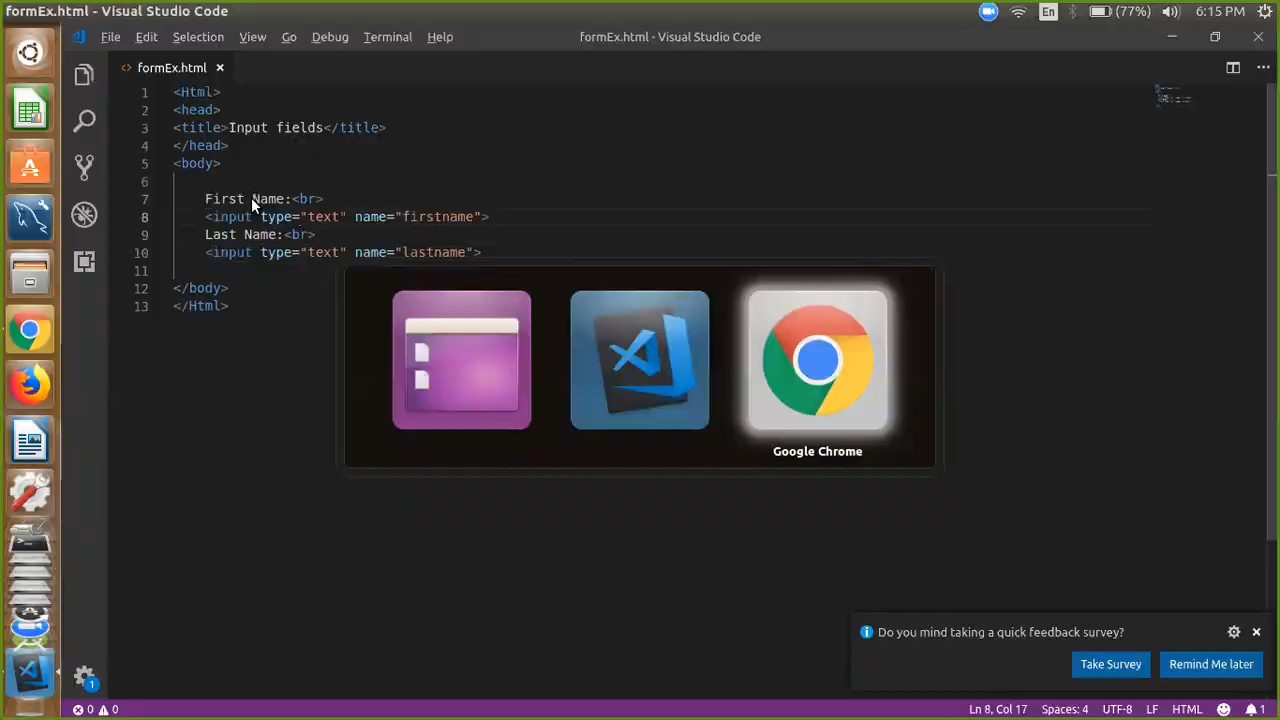 formEx.html - Visual Studio Code
En
(77%)
6:15 PM
File Edit Selection View Go Debug Terminal Help
formEx.html - Visual Studio Code
<> formEx.html ×
1 <Html>
2 <head>
3 <title>Input fields</title>
4 </head>
5 <body>
6
7 First Name:<br>
8 <input type="text" name="firstname">
9 Last Name:<br>
10 <input type="text" name="lastname">
11
12 </body>
13 </Html>
Google Chrome
Do you mind taking a quick feedback survey?
Take Survey
Remind Me later
1
0 0
Ln 8, Col 17 Spaces: 4 UTF-8 LF HTML 1